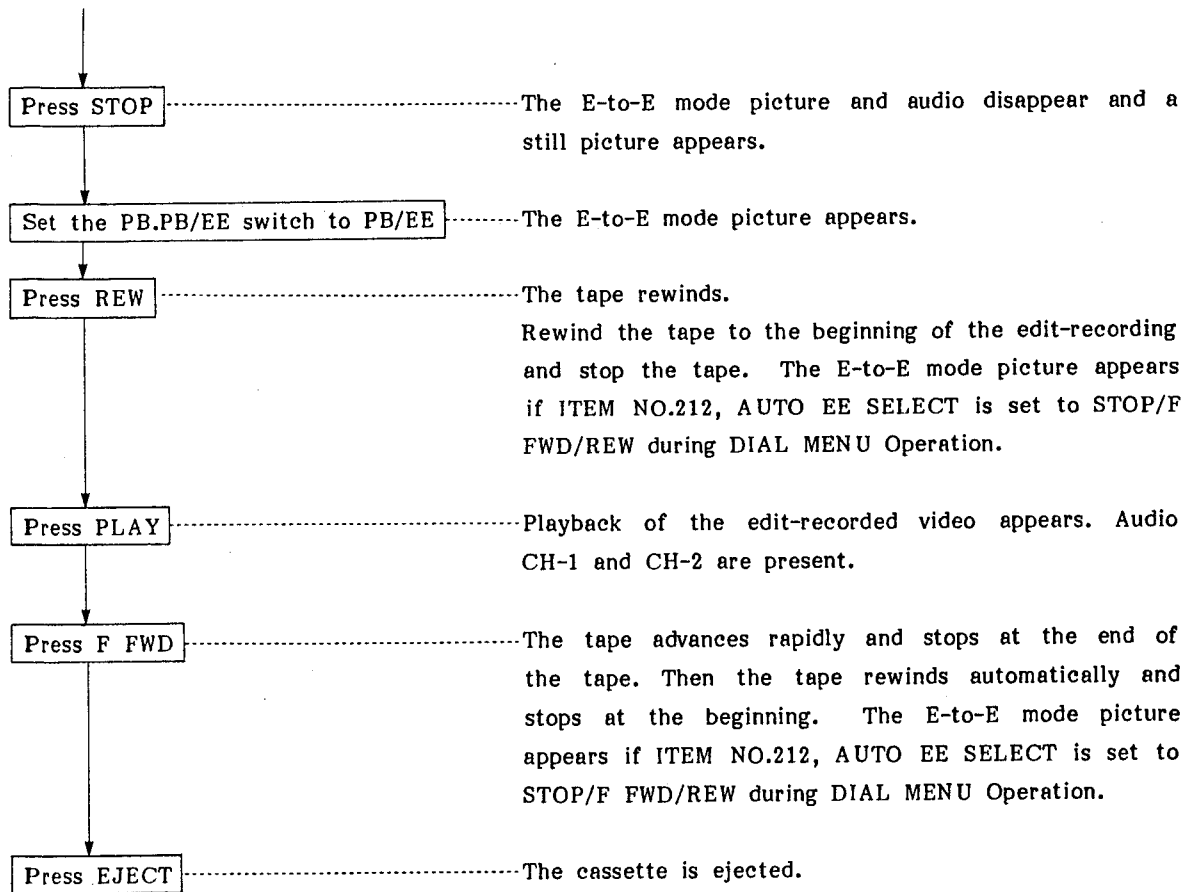 Press STOP The E-to-E mode picture and audio disappear and a
still picture appears.
Set the PB.PB/EE switch to PB/EE The E-to-E mode picture appears.
Press REW The tape rewinds.
Rewind the tape to the beginning of the edit-recording
and stop the tape. The E-to-E mode picture appears
if ITEM NO.212, AUTO EE SELECT is set to STOP/F
FWD/REW during DIAL MENU Operation.
Press PLAY Playback of the edit-recorded video appears. Audio
CH-1 and CH-2 are present.
Press F FWD The tape advances rapidly and stops at the end of
the tape. Then the tape rewinds automatically and
stops at the beginning. The E-to-E mode picture
appears if ITEM NO.212, AUTO EE SELECT is set to
STOP/F FWD/REW during DIAL MENU Operation.
Press EJECT The cassette is ejected.